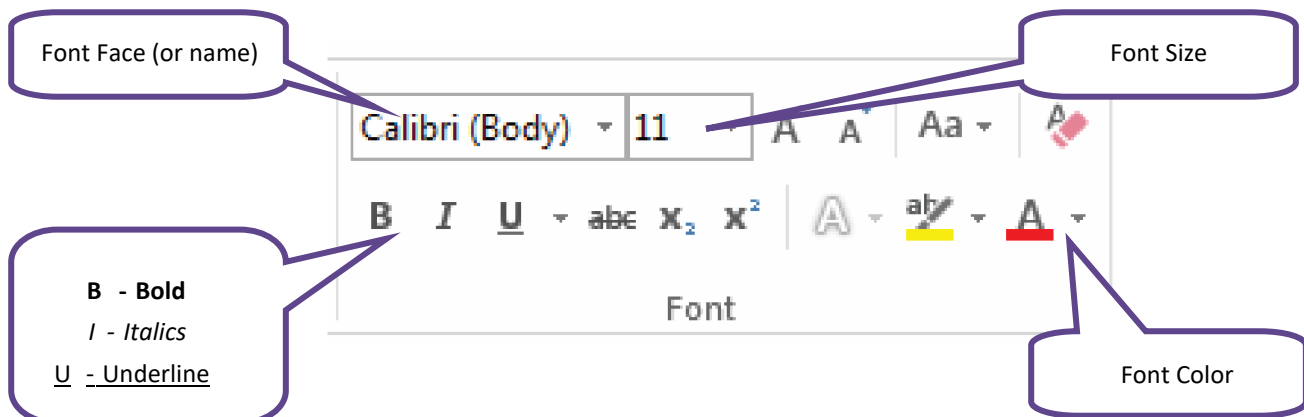 Font Face (or name)
Font Size
Calibri (Body) 11 A A Aa A
B I U abc X₂ X² A ab A
B - Bold
I - Italics
U - Underline
Font
Font Color